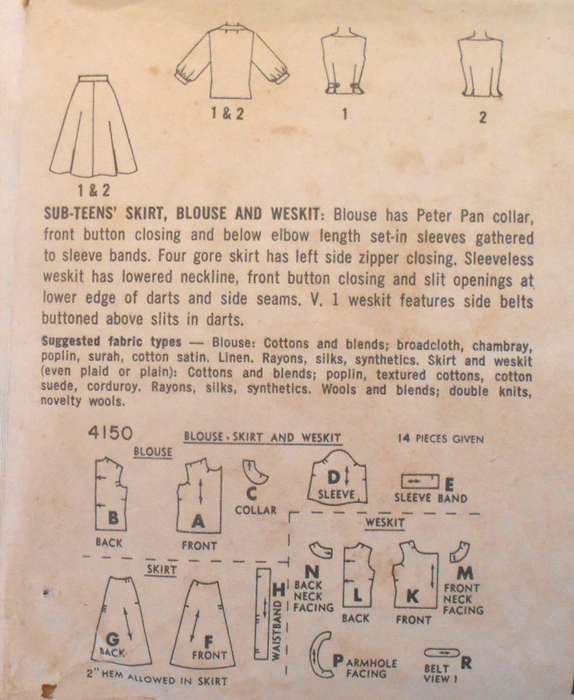 1 & 2
1
2
1 & 2
SUB-TEENS' SKIRT, BLOUSE AND WESKIT: Blouse has Peter Pan collar,
front button closing and below elbow length set-in sleeves gathered
to sleeve bands. Four gore skirt has left side zipper closing. Sleeveless
weskit has lowered neckline, front button closing and slit openings at
lower edge of darts and side seams. V. 1 weskit features side belts
buttoned above slits in darts.
Suggested fabric types — Blouse: Cottons and blends; broadcloth, chambray,
poplin, surah, cotton satin. Linen. Rayons, silks, synthetics. Skirt and weskit
(even plaid or plain): Cottons and blends; poplin, textured cottons, cotton
suede, corduroy. Rayons, silks, synthetics. Wools and blends; double knits,
novelty wools.
4150 BLOUSE - SKIRT AND WESKIT 14 PIECES GIVEN
BLOUSE
B
BACK
A
FRONT
C
COLLAR
D
SLEEVE
E
SLEEVE BAND
WESKIT
N
BACK
NECK
FACING
L
BACK
K
FRONT
M
FRONT
NECK
FACING
P ARMHOLE
FACING
R
BELT
VIEW 1
SKIRT
G
BACK
F
FRONT
H
WAISTBAND
2" HEM ALLOWED IN SKIRT